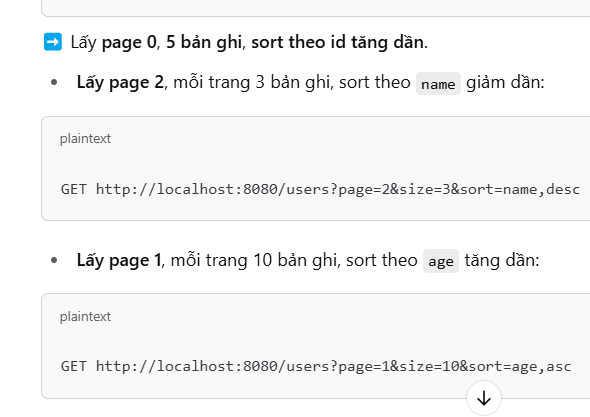 ➡ Lấy page 0, 5 bản ghi, sort theo id tăng dần.
• Lấy page 2, mỗi trang 3 bản ghi, sort theo name giảm dần:
plaintext
GET http://localhost:8080/users?page=2&size=3&sort=name,desc
• Lấy page 1, mỗi trang 10 bản ghi, sort theo age tăng dần:
plaintext
GET http://localhost:8080/users?page=1&size=10&sort=age,asc